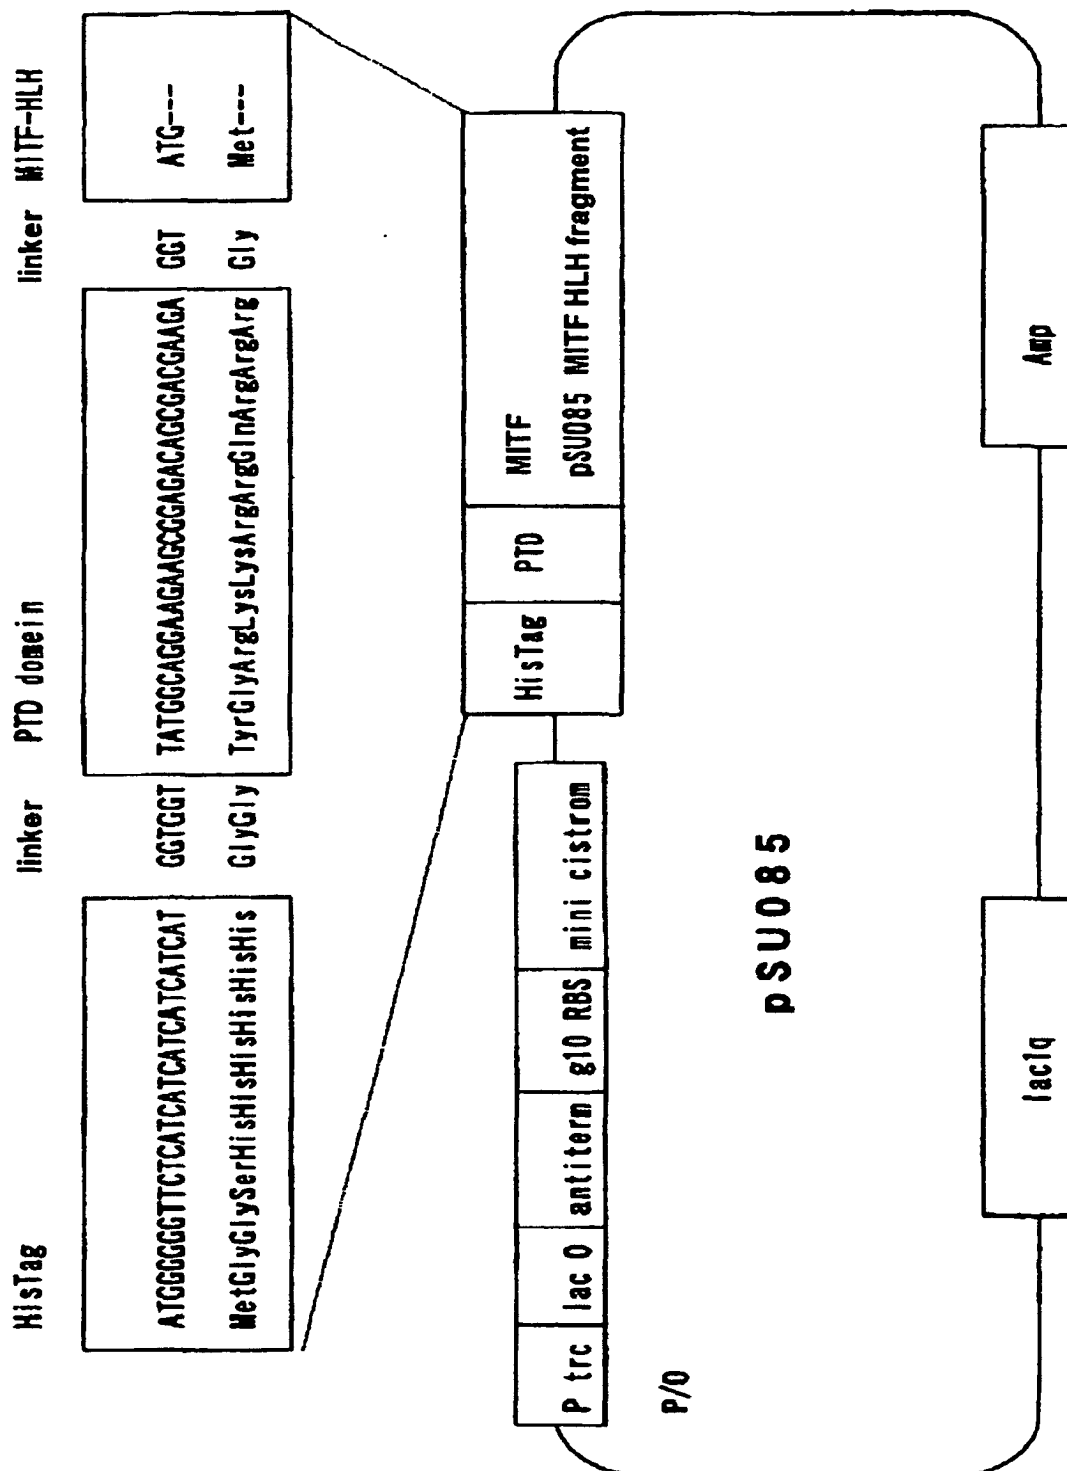 HisTag linker PTD domein linker MITF-HLH
ATGGGGGTTCTCATCATCATCATCATCAT GGTGGT TATGGCAGGAAGAAGCGGAGACAGCGACGAAGA GGT ATG---
MetGlyGlySerHisHisHisHisHisHis GlyGly TyrGlyArgLysLysArgArgGlnArgArgArg Gly Met---
HisTag PTD MITF
pSU085 MITF HLH fragment
P trc lac O antiterm g10 RBS mini cistrom
P/O
pSU085
lacIq Amp